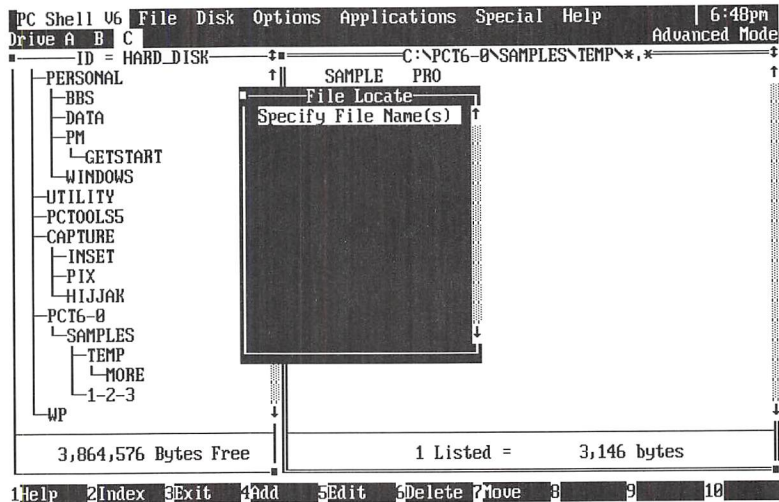 PC Shell V6 File Disk Options Applications Special Help 6:48pm
Drive A B C Advanced Mode
ID = HARD_DISK
PERSONAL
BBS
DATA
PM
GETSTART
WINDOWS
UTILITY
PCTOOLS5
CAPTURE
INSET
PIX
HIJJAK
PCT6-0
SAMPLES
TEMP
MORE
1-2-3
WP
3,864,576 Bytes Free
C:\PCT6-0\SAMPLES\TEMP\*.*
SAMPLE PRO
File Locate
Specify File Name(s)
1 Listed = 3,146 bytes
1Help 2Index 3Exit 4Add 5Edit 6Delete 7Move 8 9 10